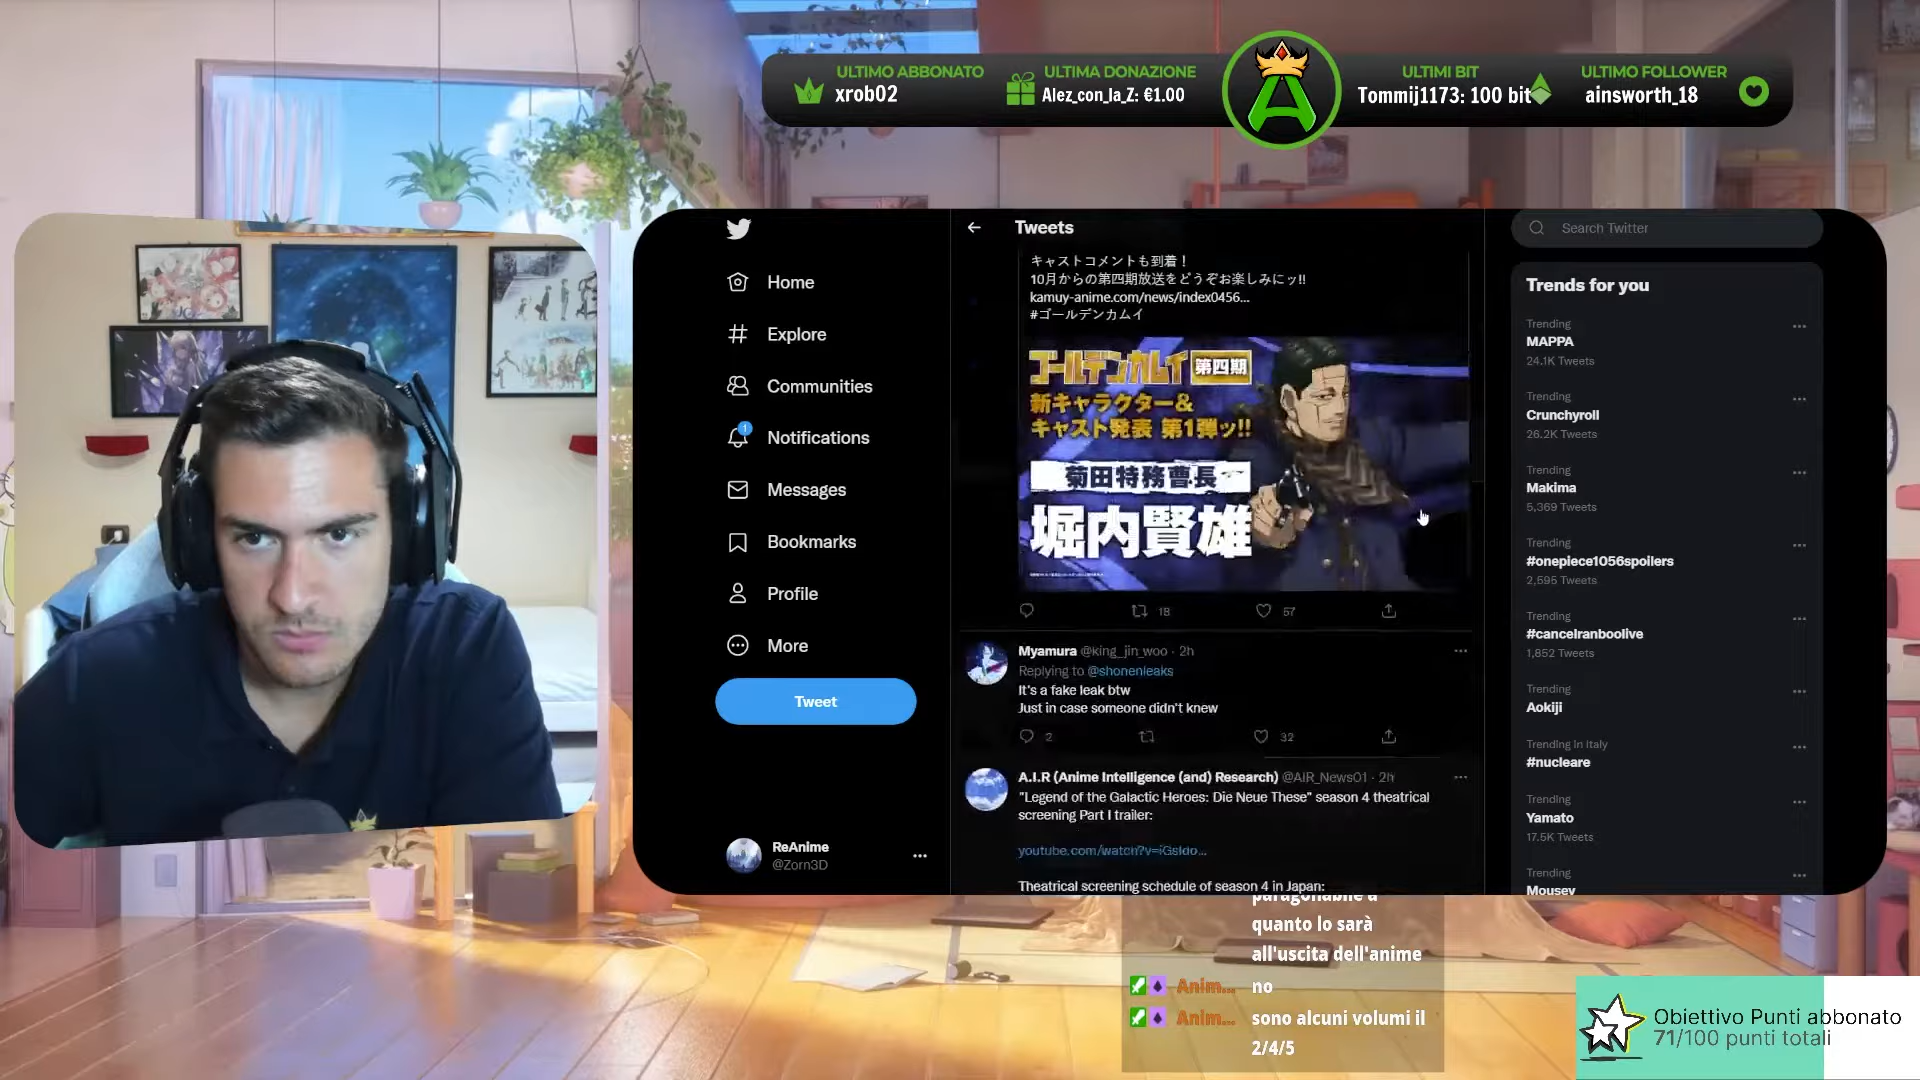 ULTIMO ABBONATO
xrob02
ULTIMA DONAZIONE
Alez_con_la_Z: €1.00
ULTIMI BIT
Tommij1173: 100 bit
ULTIMO FOLLOWER
ainsworth_18
Home
Explore
Communities
1
Notifications
Messages
Bookmarks
Profile
More
Tweet
ReAnime
@Zorn3D
Tweets
キャストコメントも到着！
10月からの第四期放送をどうぞお楽しみにッ!!
kamuy-anime.com/news/index0456...
#ゴールデンカムイ
ゴールデンカムイ 第四期
新キャラクター&
キャスト発表 第1弾ッ!!
菊田特務曹長
堀内賢雄
18
57
Myamura @king_jin_woo · 2h
Replying to @shonenleaks
It's a fake leak btw
Just in case someone didn't knew
2
32
A.I.R (Anime Intelligence (and) Research) @AIR_News01 · 2h
"Legend of the Galactic Heroes: Die Neue These" season 4 theatrical
screening Part I trailer:
youtube.com/watch?v=iGsIdo...
Theatrical screening schedule of season 4 in Japan:
Search Twitter
Trends for you
Trending
MAPPA
24.1K Tweets
Trending
Crunchyroll
26.2K Tweets
Trending
Makima
5,369 Tweets
Trending
#onepiece1056spoilers
2,595 Tweets
Trending
#cancelranboolive
1,852 Tweets
Trending
Aokiji
Trending in Italy
#nucleare
Trending
Yamato
17.5K Tweets
Trending
Mousey
paragonabile a
quanto lo sarà
all'uscita dell'anime
Anim... no
Anim... sono alcuni volumi il
2/4/5
Obiettivo Punti abbonato
71/100 punti totali